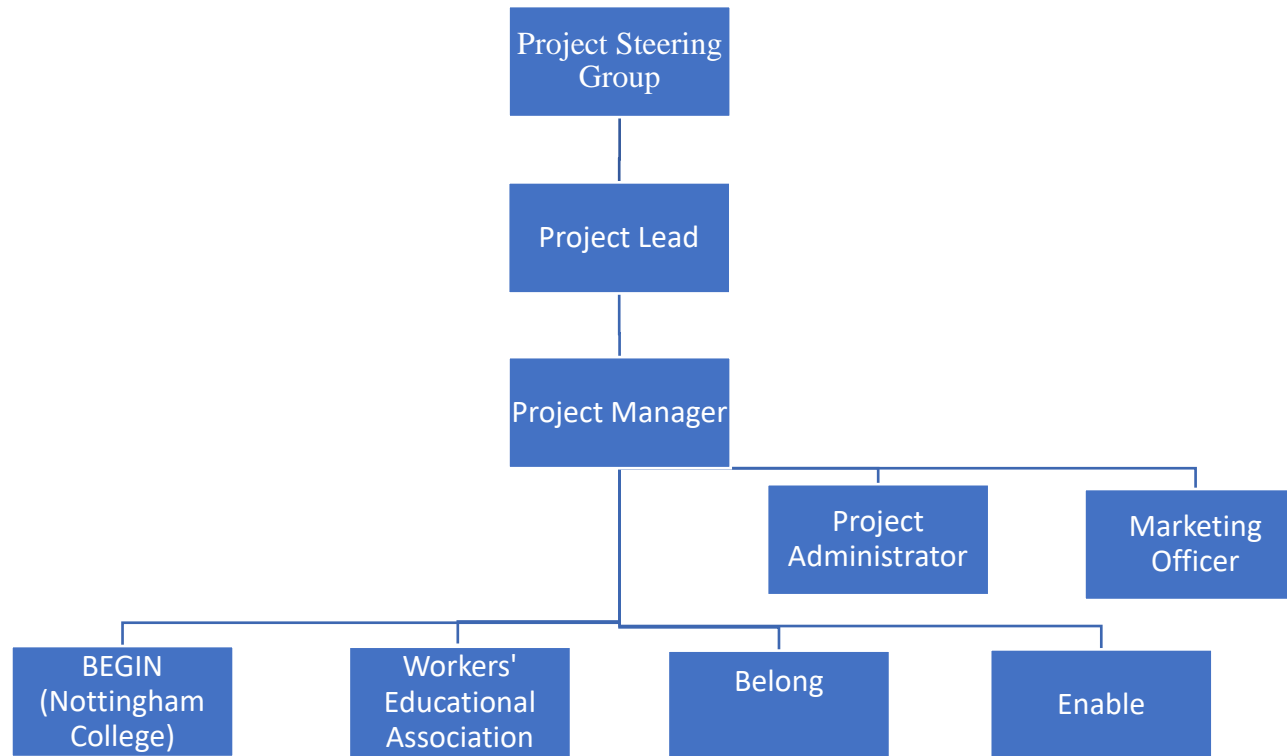 Project Steering
Group
Project Lead
Project Manager
Project
Administrator
Marketing
Officer
BEGIN
(Nottingham
College)
Workers'
Educational
Association
Belong
Enable